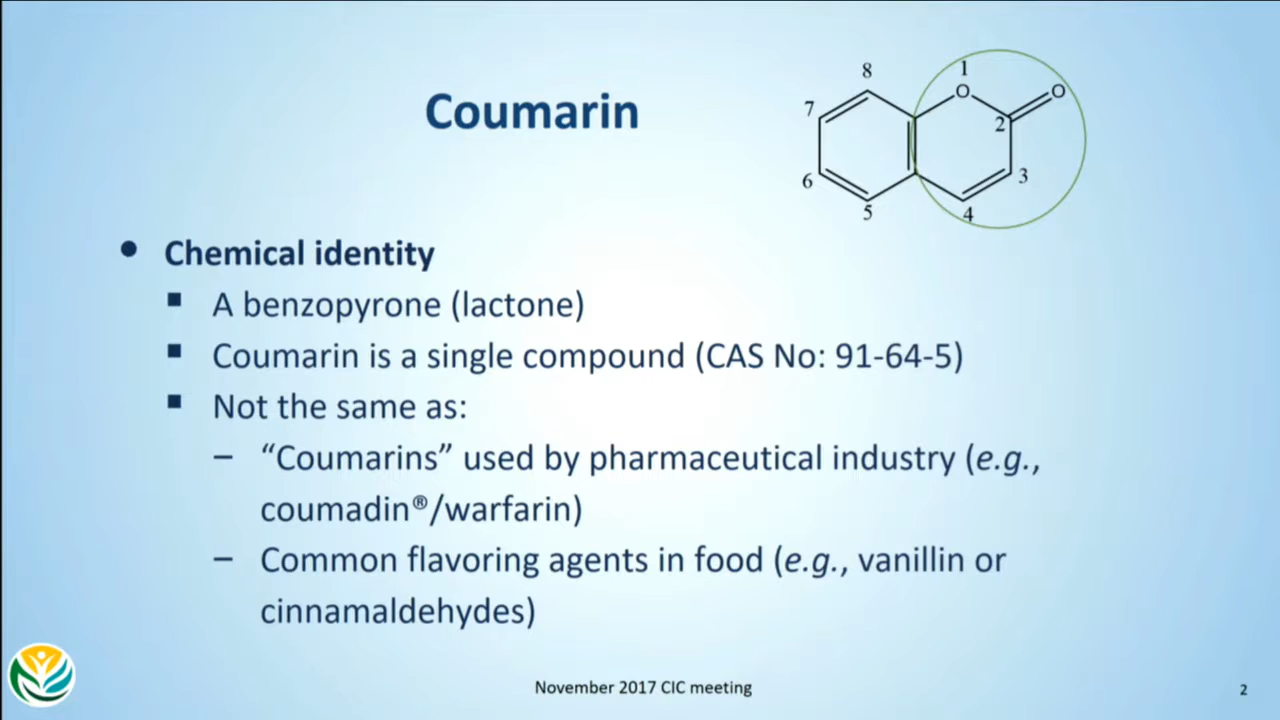 Coumarin
8
1
O
O
7
2
6
3
5
4
• Chemical identity
▪ A benzopyrone (lactone)
▪ Coumarin is a single compound (CAS No: 91-64-5)
▪ Not the same as:
– “Coumarins” used by pharmaceutical industry (e.g.,
coumadin®/warfarin)
– Common flavoring agents in food (e.g., vanillin or
cinnamaldehydes)
November 2017 CIC meeting
2